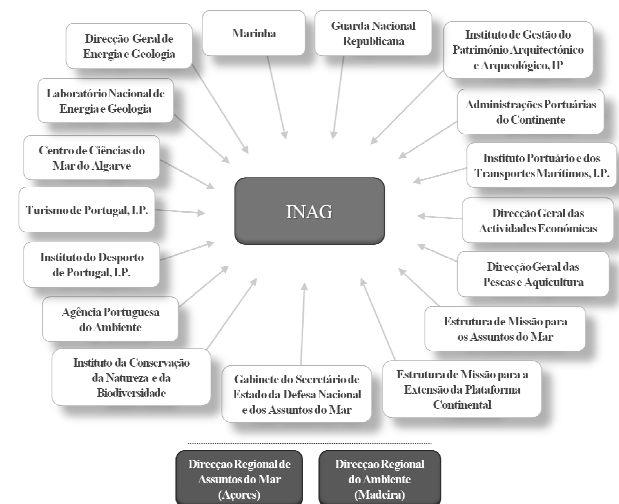 Direcção Geral de
Energia e Geologia
Marinha
Guarda Nacional
Republicana
Instituto de Gestão do
Património Arquitectónico
e Arqueológico, IP
Laboratório Nacional de
Energia e Geologia
Administrações Portuárias
do Continente
Centro de Ciências do
Mar do Algarve
Instituto Portuário e dos
Transportes Marítimos, I.P.
Turismo de Portugal, I.P.
INAG
Direcção Geral das
Actividades Económicas
Instituto do Desporto
de Portugal, I.P.
Direcção Geral das
Pescas e Aquicultura
Agência Portuguesa
do Ambiente
Estrutura de Missão para
os Assuntos do Mar
Instituto da Conservação
da Natureza e da
Biodiversidade
Gabinete do Secretário de
Estado da Defesa Nacional
e dos Assuntos do Mar
Estrutura de Missão para a
Extensão da Plataforma
Continental
Direcção Regional de
Assuntos do Mar
(Açores)
Direcção Regional
do Ambiente
(Madeira)